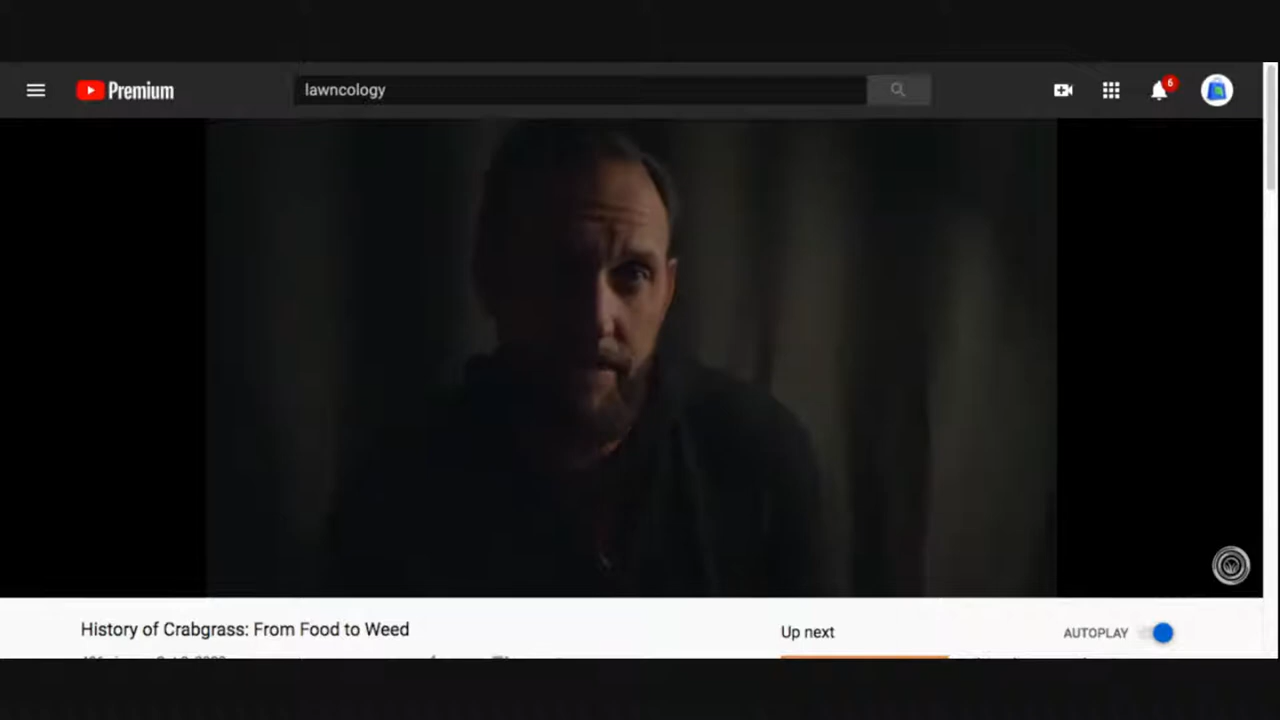 Premium
lawncology
6
History of Crabgrass: From Food to Weed
Up next
AUTOPLAY